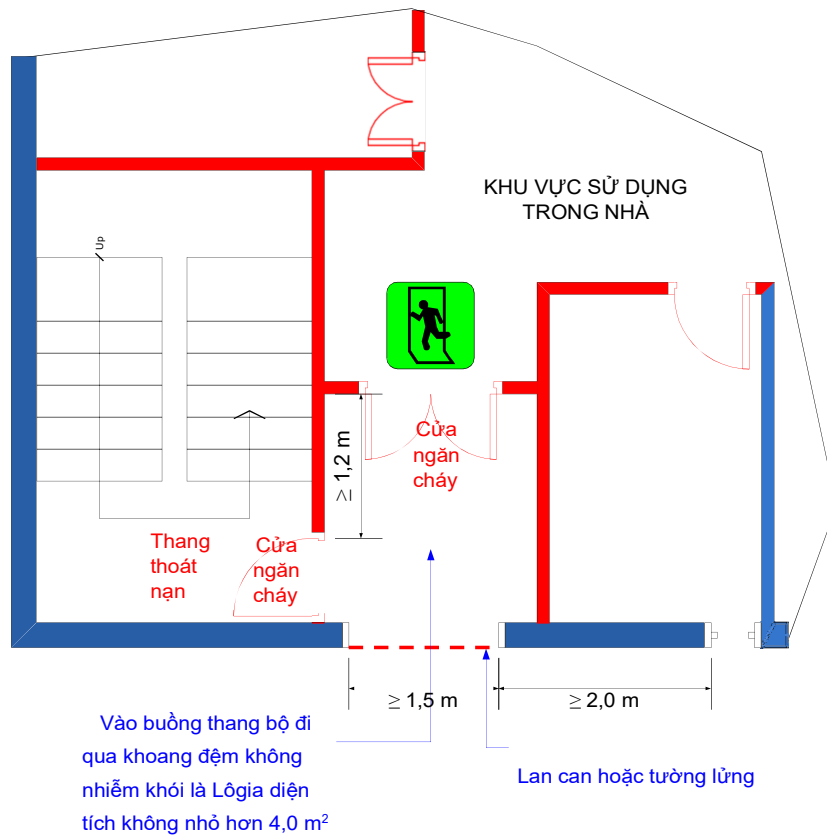 KHU VỰC SỬ DỤNG
TRONG NHÀ
Up
Cửa
ngăn
cháy
≥ 1,2 m
Thang
thoát
nạn
Cửa
ngăn
cháy
≥ 1,5 m
≥ 2,0 m
Vào buồng thang bộ đi
qua khoang đệm không
nhiễm khói là Lôgia diện
tích không nhỏ hơn 4,0 m²
Lan can hoặc tường lửng